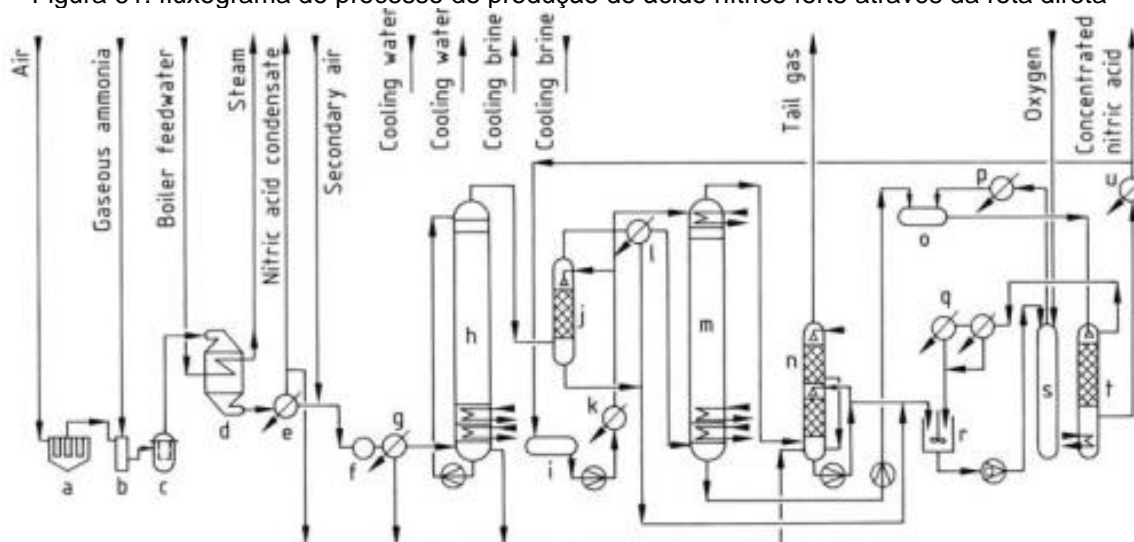 Figura 61: fluxograma do processo de produção de ácido nítrico forte através da rota direta
Air
Gaseous ammonia
Boiler feedwater
Steam
Nitric acid condensate
Secondary air
Cooling water
Cooling water
Cooling brine
Cooling brine
Tail gas
Oxygen
Concentrated
nitric acid
a
b
c
d
e
f
g
h
i
j
k
l
m
n
o
p
q
r
s
t
u